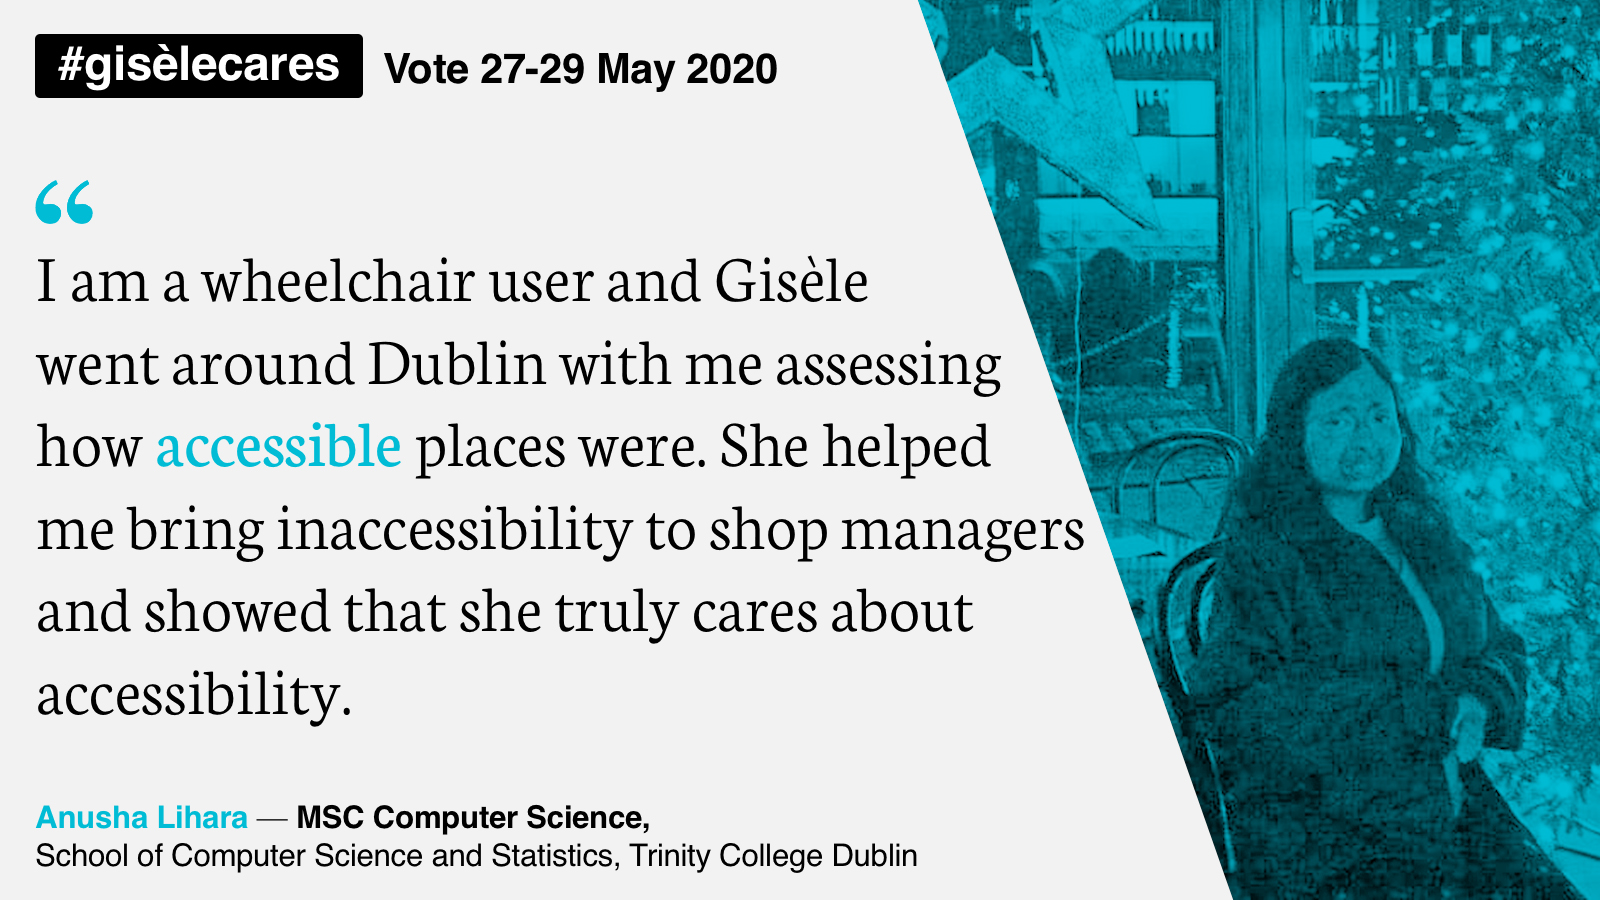 #gisèlecares Vote 27-29 May 2020
“
I am a wheelchair user and Gisèle
went around Dublin with me assessing
how accessible places were. She helped
me bring inaccessibility to shop managers
and showed that she truly cares about
accessibility.
Anusha Lihara — MSC Computer Science,
School of Computer Science and Statistics, Trinity College Dublin